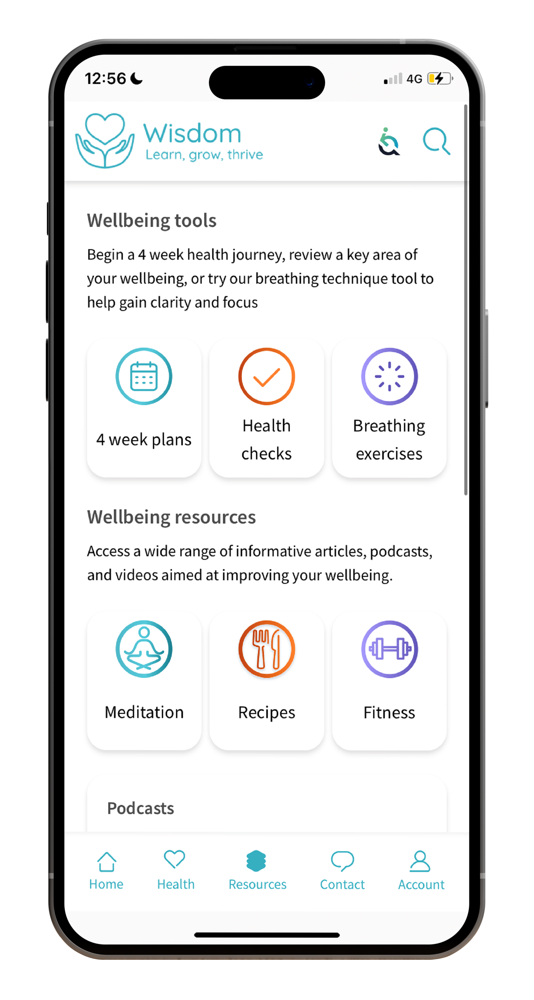 12:56
4G
Wisdom
Learn, grow, thrive
Wellbeing tools
Begin a 4 week health journey, review a key area of
your wellbeing, or try our breathing technique tool to
help gain clarity and focus
4 week plans
Health
checks
Breathing
exercises
Wellbeing resources
Access a wide range of informative articles, podcasts,
and videos aimed at improving your wellbeing.
Meditation
Recipes
Fitness
Podcasts
Home
Health
Resources
Contact
Account